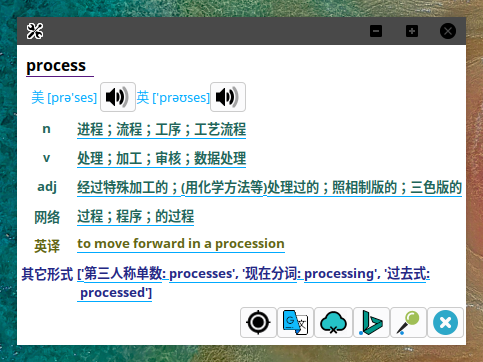 process
美 [prə'ses] 英 ['prəʊses]
n 进程；流程；工序；工艺流程
v 处理；加工；审核；数据处理
adj 经过特殊加工的；(用化学方法等)处理过的；照相制版的；三色版的
网络 过程；程序；的过程
英译 to move forward in a procession
其它形式 ['第三人称单数: processes', '现在分词: processing', '过去式:
processed']
G 文